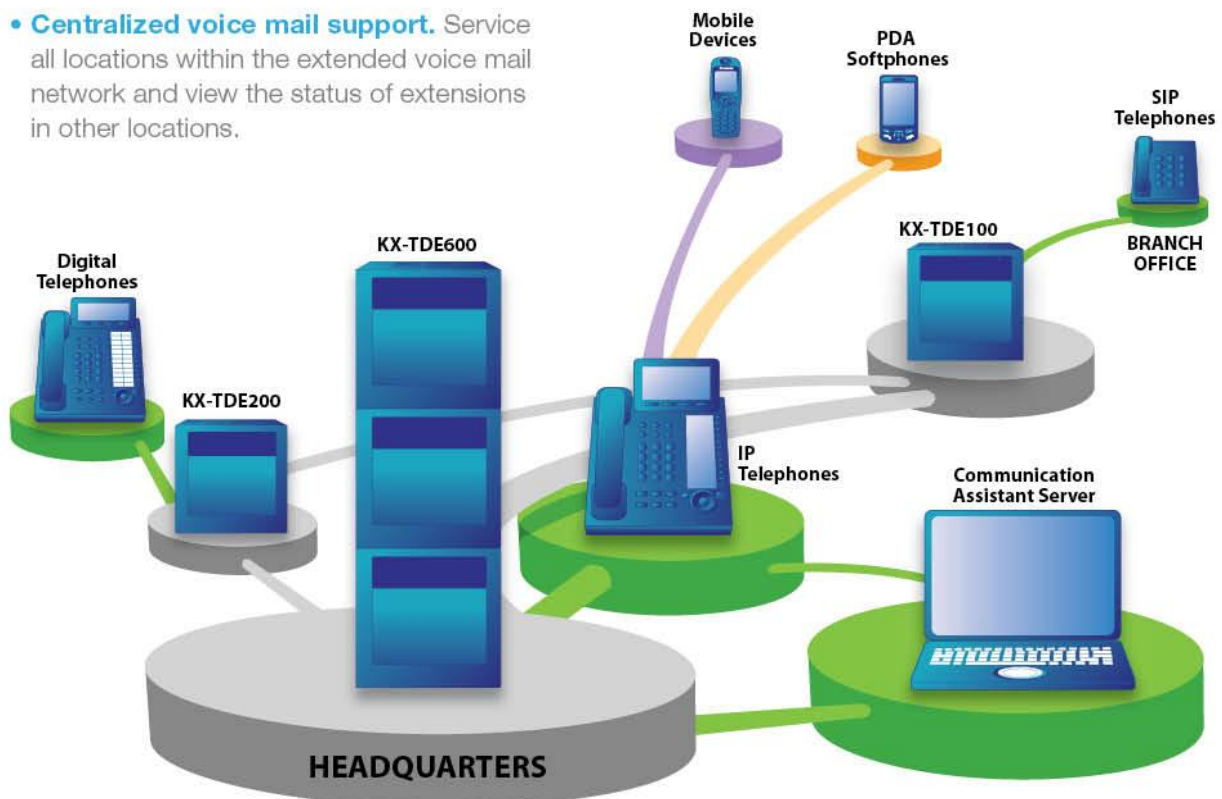 • Centralized voice mail support. Service
all locations within the extended voice mail
network and view the status of extensions
in other locations.
Mobile
Devices
PDA
Softphones
SIP
Telephones
BRANCH
OFFICE
KX-TDE100
KX-TDE600
Digital
Telephones
KX-TDE200
IP
Telephones
Communication
Assistant Server
HEADQUARTERS